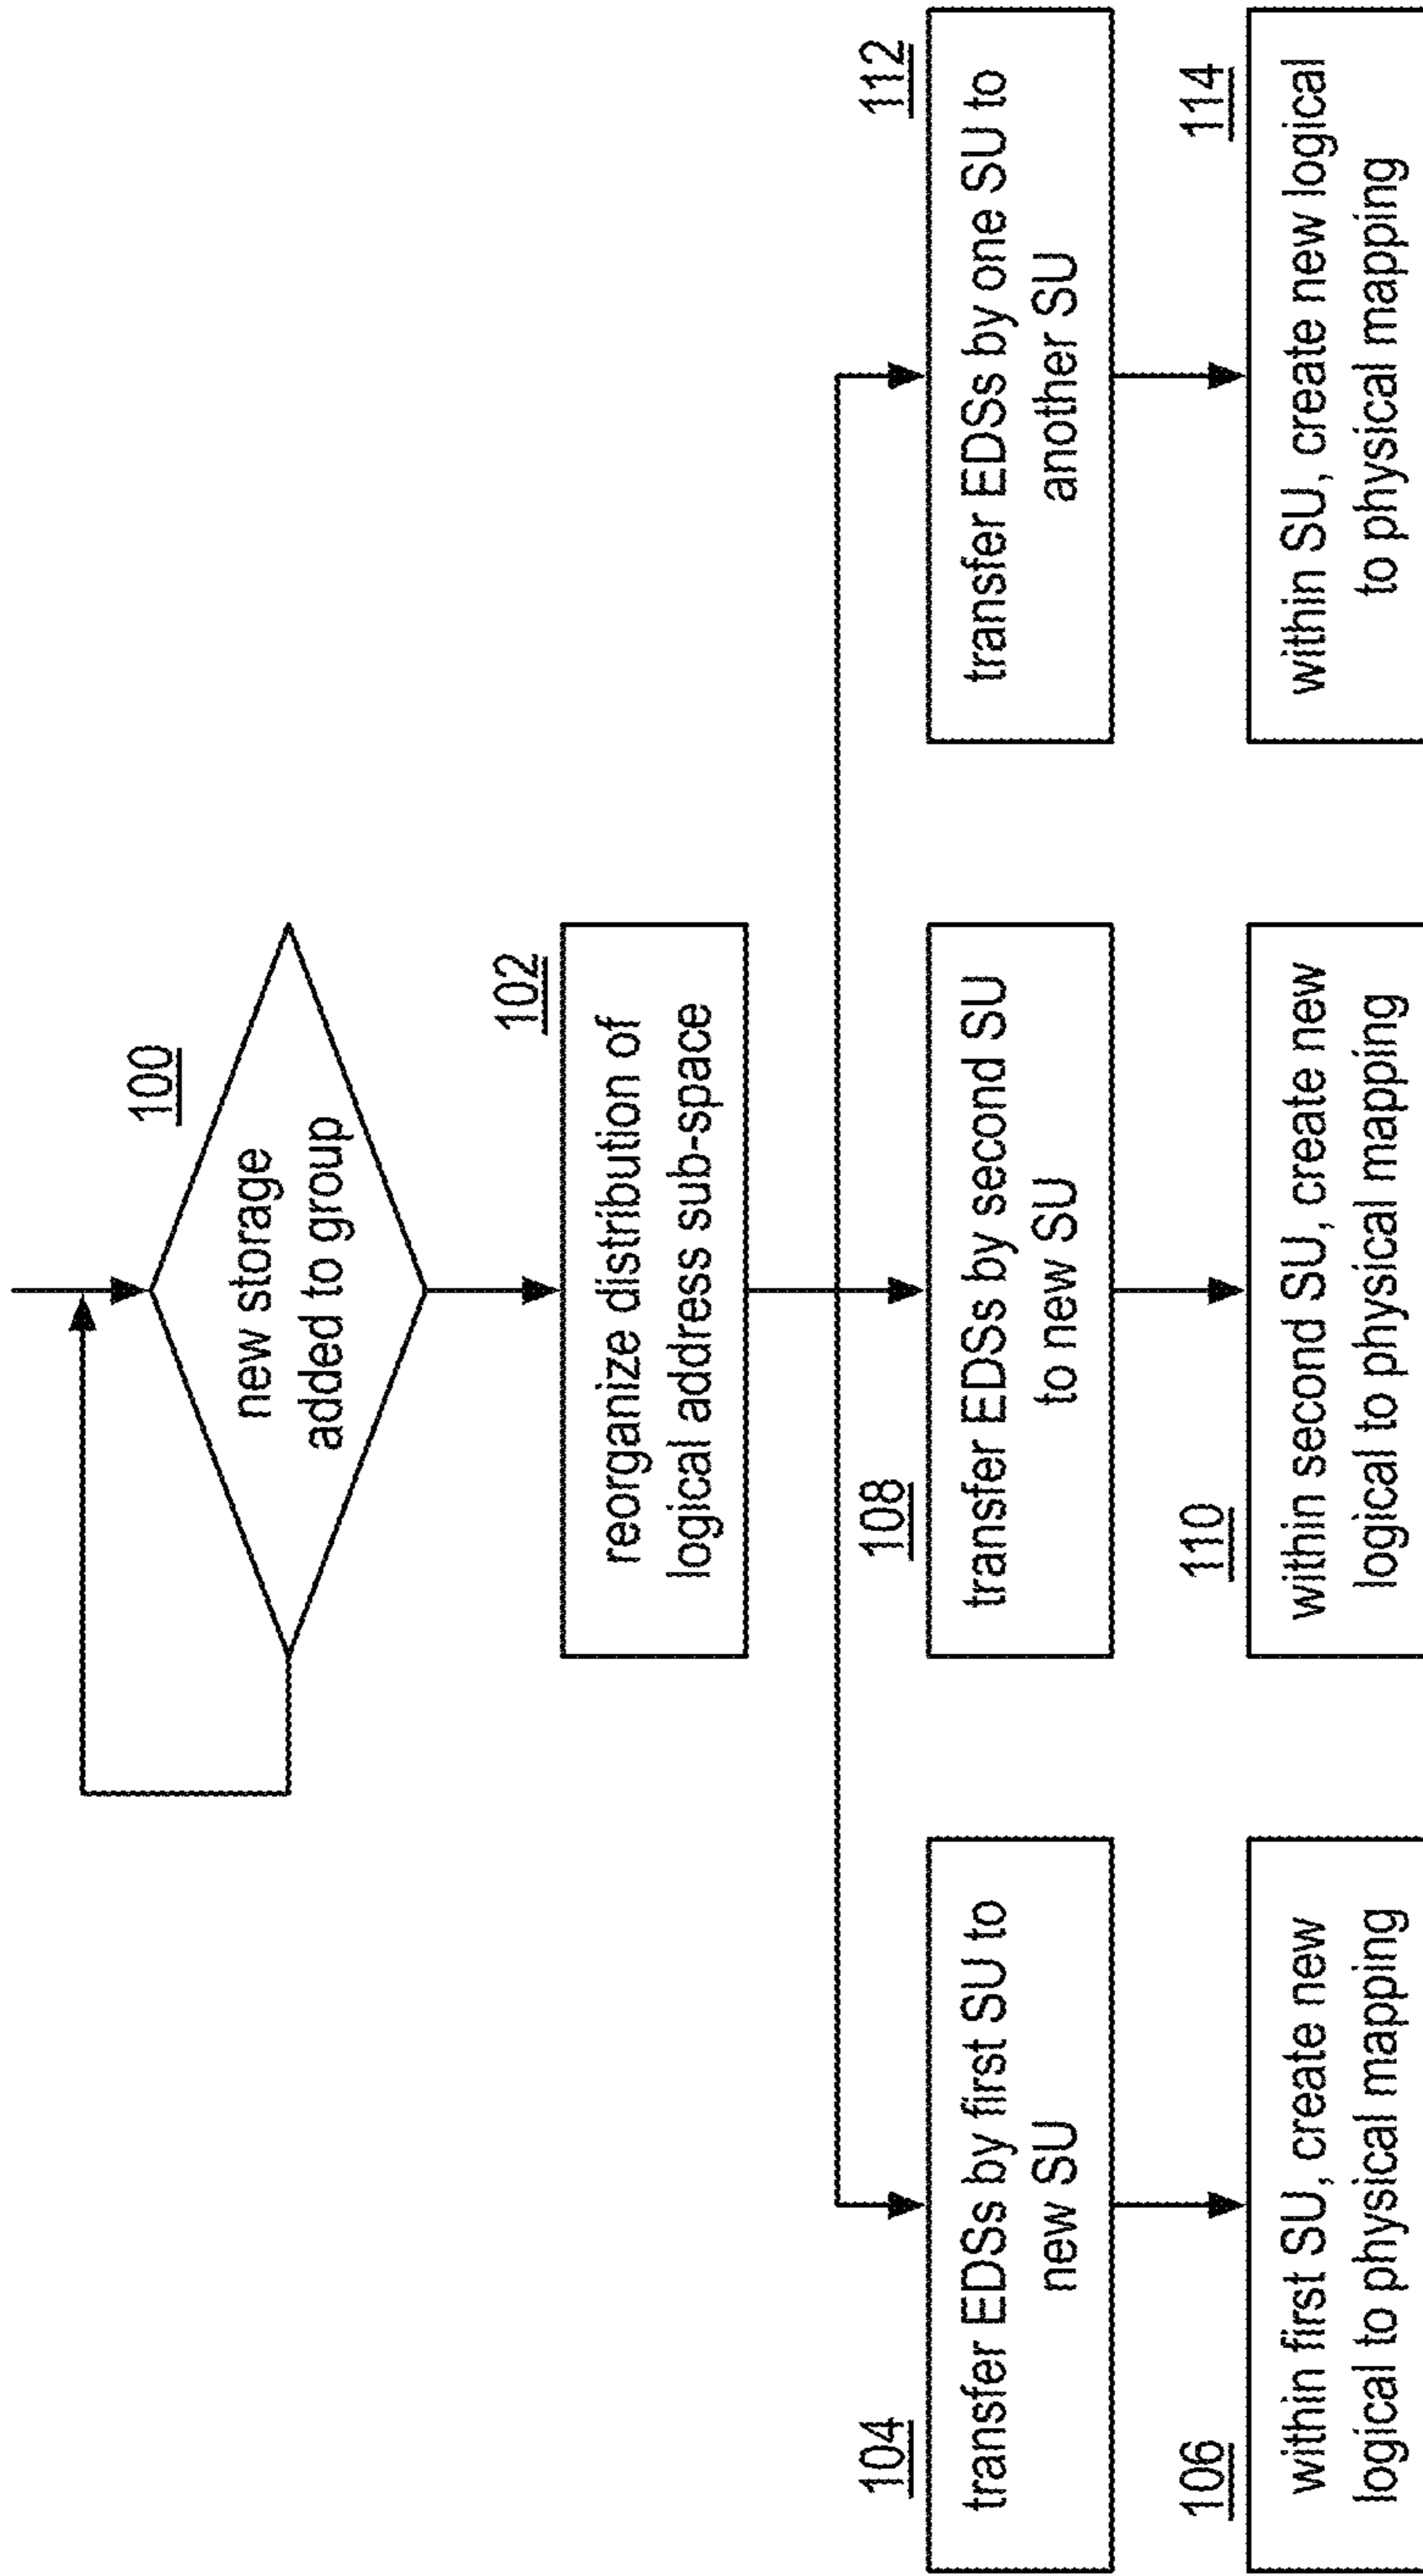 100
new storage
added to group
102
reorganize distribution of
logical address sub-space
104
transfer EDSs by first SU to
new SU
108
transfer EDSs by second SU
to new SU
112
transfer EDSs by one SU to
another SU
106
within first SU, create new
logical to physical mapping
110
within second SU, create new
logical to physical mapping
114
within SU, create new logical
to physical mapping